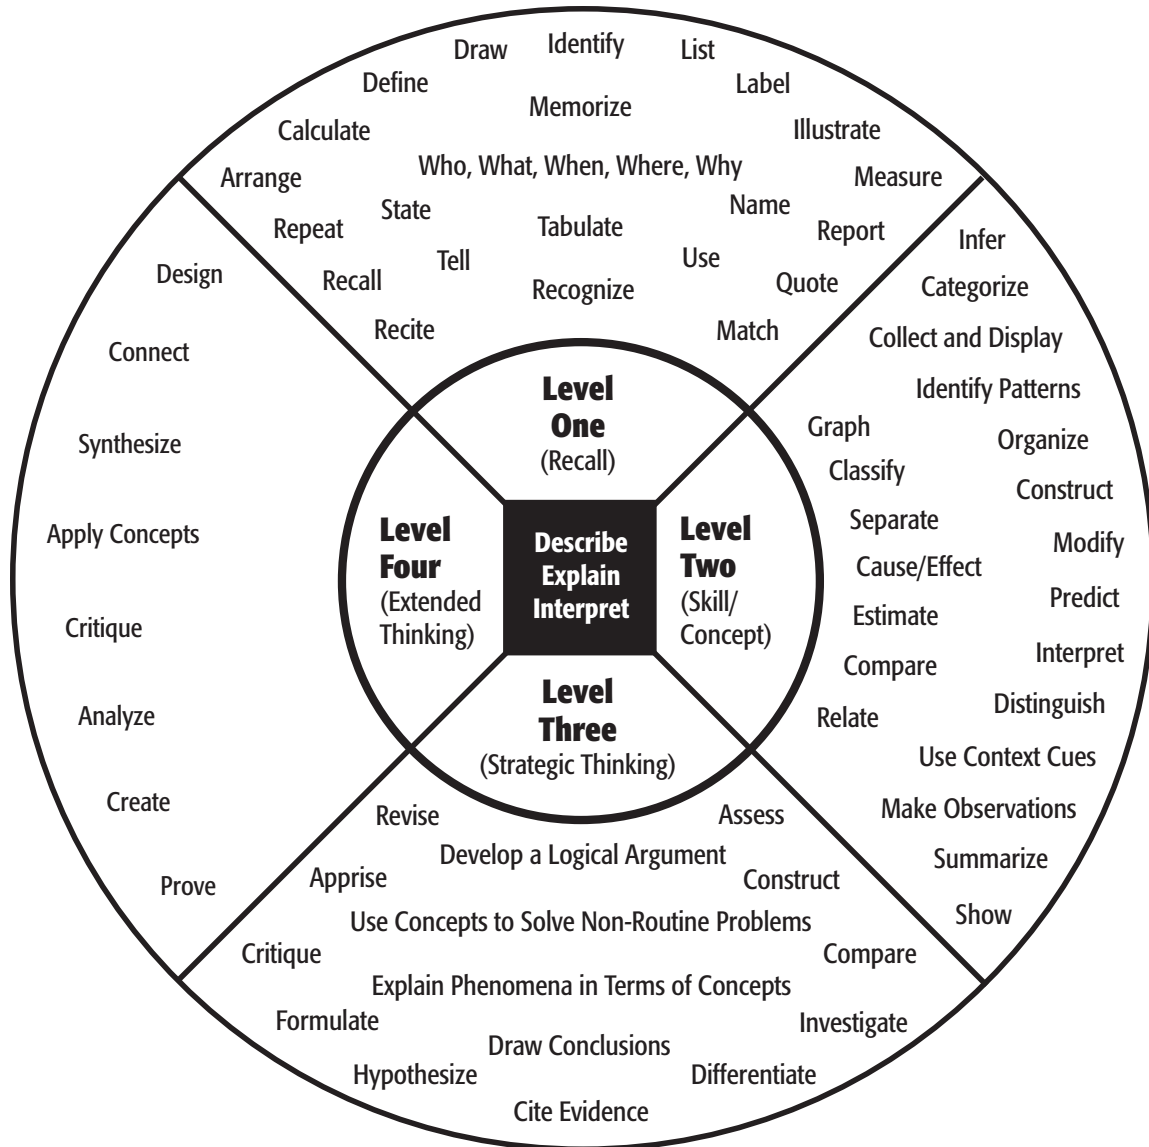 Draw
Identify
List
Define
Label
Memorize
Calculate
Illustrate
Who, What, When, Where, Why
Arrange
Measure
State
Name
Repeat
Tabulate
Report
Tell
Use
Recall
Recognize
Quote
Recite
Match
Level
One
(Recall)
Infer
Categorize
Collect and Display
Identify Patterns
Graph
Organize
Classify
Construct
Separate
Modify
Cause/Effect
Predict
Estimate
Interpret
Compare
Distinguish
Relate
Use Context Cues
Make Observations
Summarize
Show
Level
Two
(Skill/
Concept)
Describe
Explain
Interpret
Level
Four
(Extended
Thinking)
Design
Connect
Synthesize
Apply Concepts
Critique
Analyze
Create
Prove
Level
Three
(Strategic Thinking)
Revise
Assess
Develop a Logical Argument
Apprise
Construct
Use Concepts to Solve Non-Routine Problems
Critique
Compare
Explain Phenomena in Terms of Concepts
Formulate
Investigate
Draw Conclusions
Hypothesize
Differentiate
Cite Evidence